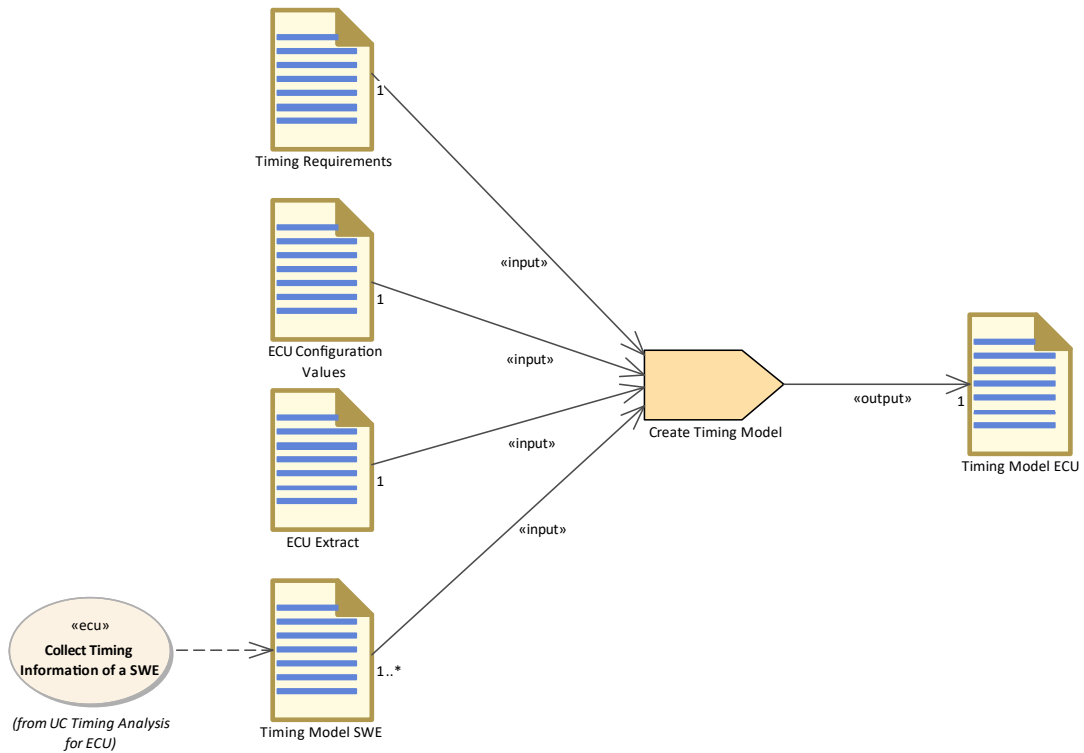 1
Timing Requirements
«input»
1
ECU Configuration
Values
«input»
1
ECU Extract
«input»
Create Timing Model
«output»
1
Timing Model ECU
«input»
1..*
Timing Model SWE
«ecu»
Collect Timing
Information of a SWE
(from UC Timing Analysis
for ECU)